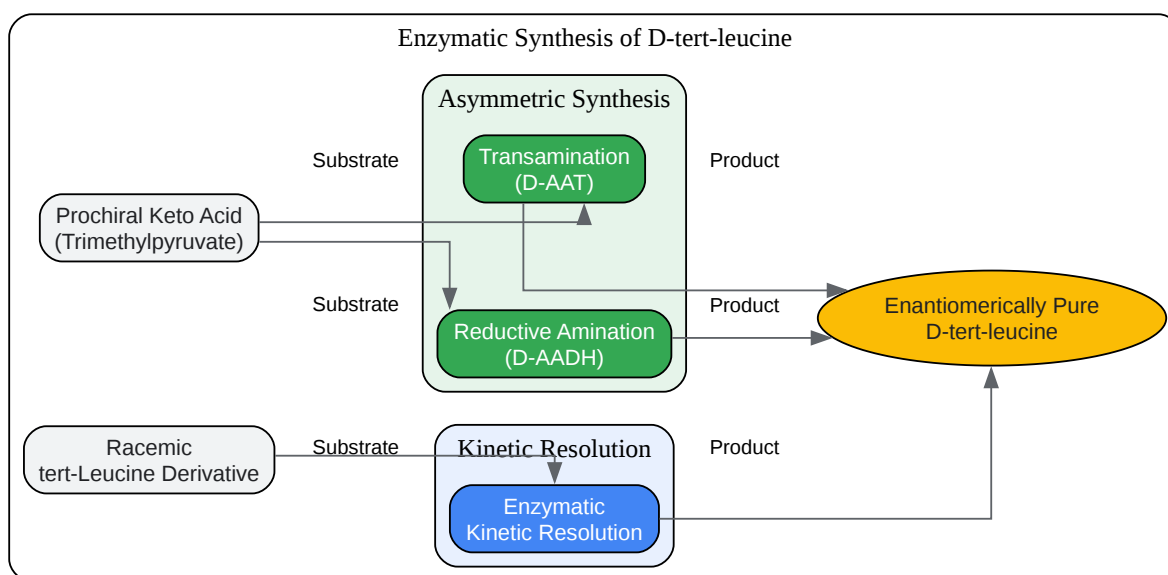 Enzymatic Synthesis of D-tert-leucine
Asymmetric Synthesis
Substrate
Transamination
(D-AAT)
Product
Prochiral Keto Acid
(Trimethylpyruvate)
Substrate
Reductive Amination
(D-AADH)
Product
Enantiomerically Pure
D-tert-leucine
Racemic
tert-Leucine Derivative
Substrate
Kinetic Resolution
Product
Enzymatic
Kinetic Resolution